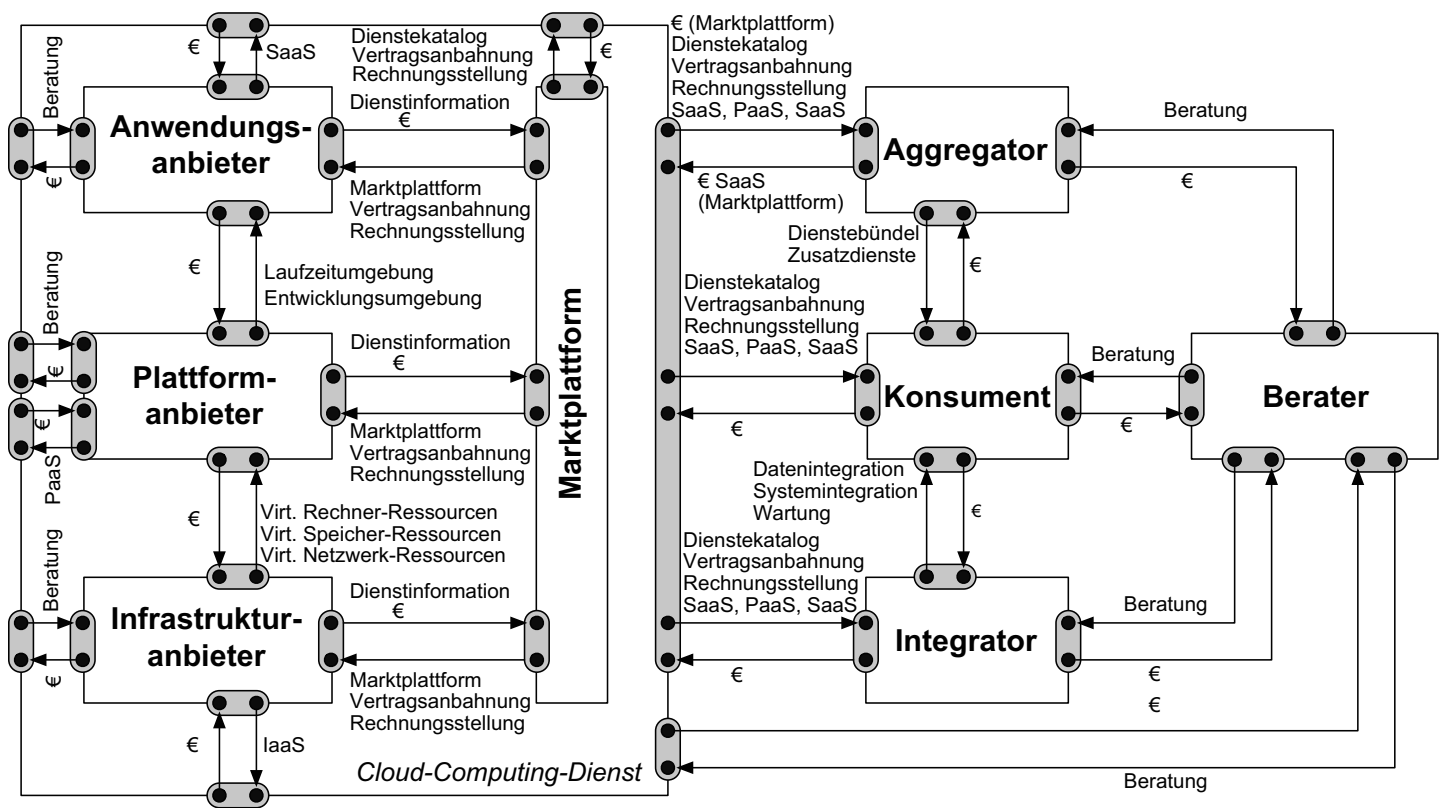 €
SaaS
Dienstekatalog
Vertragsanbahnung
Rechnungsstellung
€
€ (Marktplattform)
Dienstekatalog
Vertragsanbahnung
Rechnungsstellung
SaaS, PaaS, SaaS
Beratung
€
Anwendungs-
anbieter
Dienstinformation
€
Marktplattform
Vertragsanbahnung
Rechnungsstellung
Aggregator
€ SaaS
(Marktplattform)
Beratung
€
€
Laufzeitumgebung
Entwicklungsumgebung
Dienstebündel
Zusatzdienste
€
Beratung
€
€
PaaS
Plattform-
anbieter
Dienstinformation
€
Marktplattform
Vertragsanbahnung
Rechnungsstellung
Marktplattform
Dienstekatalog
Vertragsanbahnung
Rechnungsstellung
SaaS, PaaS, SaaS
€
Konsument
Beratung
€
Berater
€
Virt. Rechner-Ressourcen
Virt. Speicher-Ressourcen
Virt. Netzwerk-Ressourcen
Datenintegration
Systemintegration
Wartung
€
Beratung
€
Infrastruktur-
anbieter
Dienstinformation
€
Marktplattform
Vertragsanbahnung
Rechnungsstellung
Dienstekatalog
Vertragsanbahnung
Rechnungsstellung
SaaS, PaaS, SaaS
€
Integrator
Beratung
€
€
€
IaaS
Cloud-Computing-Dienst
Beratung